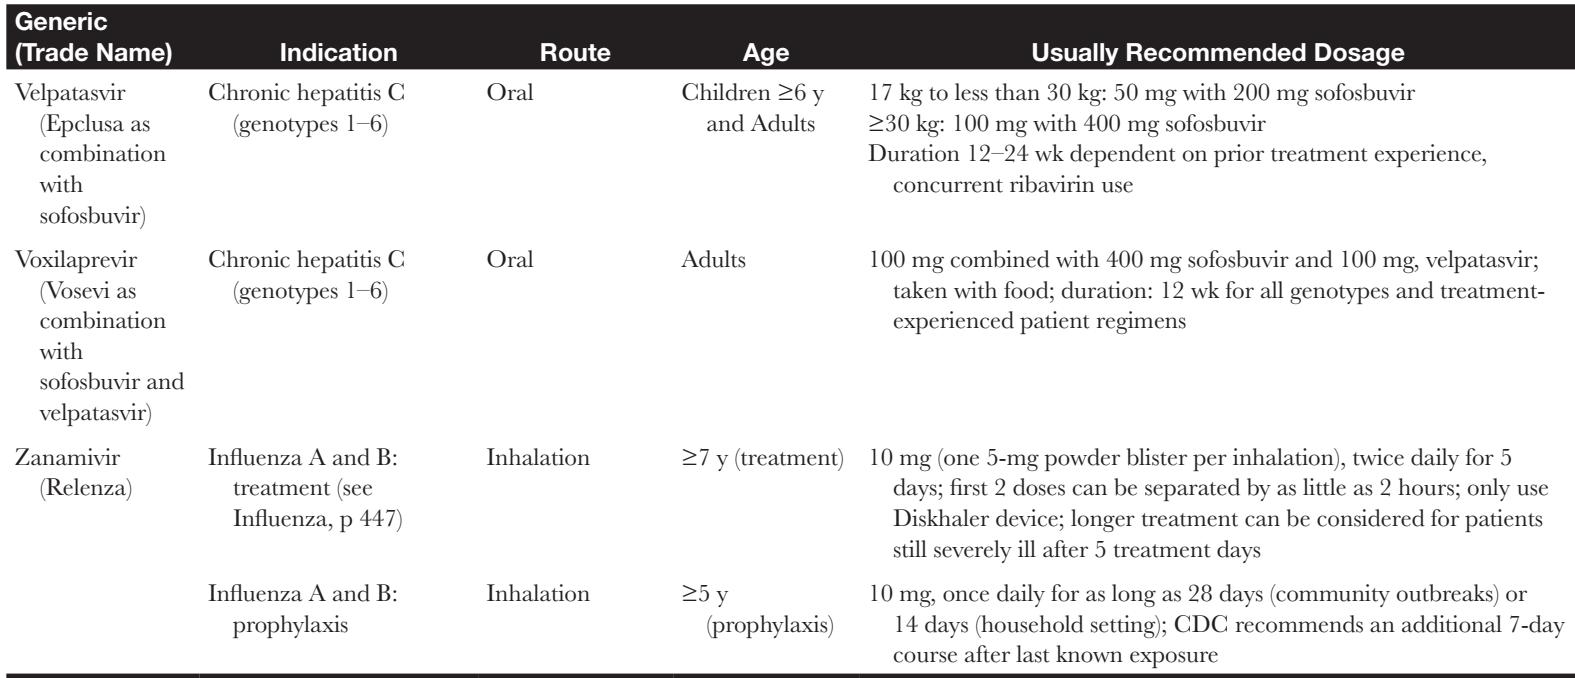 Generic
(Trade Name) Indication Route Age Usually Recommended Dosage
Velpatasvir
(Epclusa as
combination
with
sofosbuvir)
Chronic hepatitis C
(genotypes 1–6)
Oral
Children ≥6 y
and Adults
17 kg to less than 30 kg: 50 mg with 200 mg sofosbuvir
≥30 kg: 100 mg with 400 mg sofosbuvir
Duration 12–24 wk dependent on prior treatment experience,
concurrent ribavirin use
Voxilaprevir
(Vosevi as
combination
with
sofosbuvir and
velpatasvir)
Chronic hepatitis C
(genotypes 1–6)
Oral
Adults
100 mg combined with 400 mg sofosbuvir and 100 mg, velpatasvir;
taken with food; duration: 12 wk for all genotypes and treatment-
experienced patient regimens
Zanamivir
(Relenza)
Influenza A and B:
treatment (see
Influenza, p 447)
Inhalation
≥7 y (treatment)
10 mg (one 5-mg powder blister per inhalation), twice daily for 5
days; first 2 doses can be separated by as little as 2 hours; only use
Diskhaler device; longer treatment can be considered for patients
still severely ill after 5 treatment days
Influenza A and B:
prophylaxis
Inhalation
≥5 y
(prophylaxis)
10 mg, once daily for as long as 28 days (community outbreaks) or
14 days (household setting); CDC recommends an additional 7-day
course after last known exposure